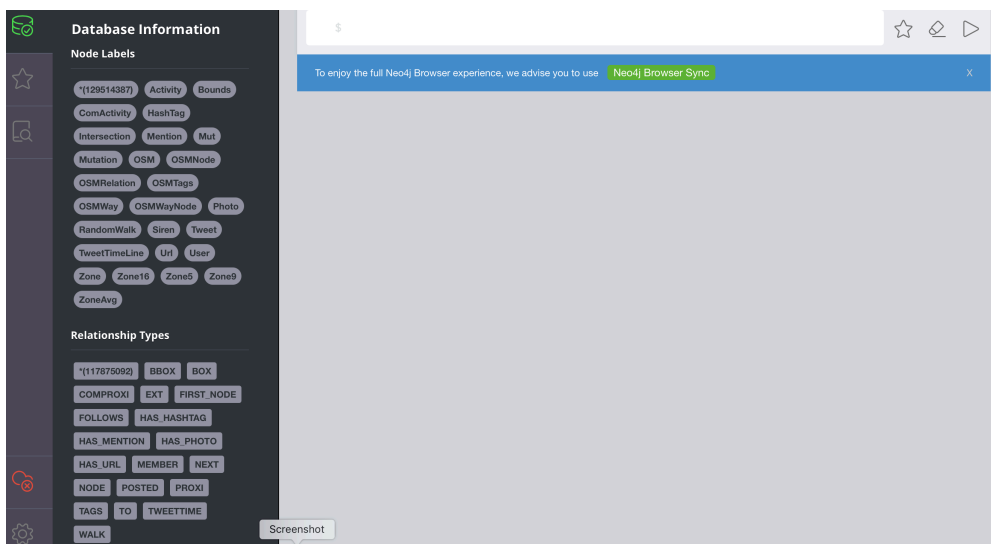 Database Information
Node Labels
*(129514387) Activity Bounds
ComActivity HashTag
Intersection Mention Mut
Mutation OSM OSMNode
OSMRelation OSMTags
OSMWay OSMWayNode Photo
RandomWalk Siren Tweet
TweetTimeLine Url User
Zone Zone16 Zone5 Zone9
ZoneAvg
Relationship Types
*(117875092) BBOX BOX
COMPROXI EXT FIRST_NODE
FOLLOWS HAS_HASHTAG
HAS_MENTION HAS_PHOTO
HAS_URL MEMBER NEXT
NODE POSTED PROXI
TAGS TO TWEETTIME
WALK
$
To enjoy the full Neo4j Browser experience, we advise you to use Neo4j Browser Sync X
Screenshot